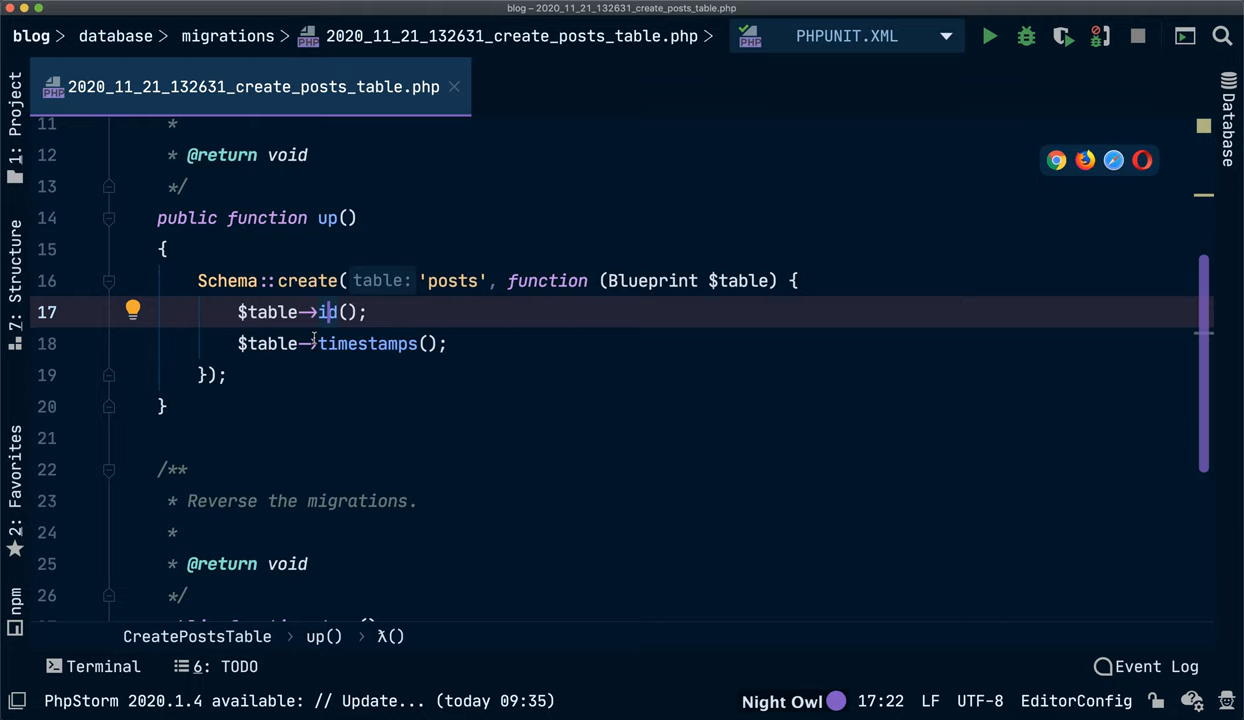 blog – 2020_11_21_132631_create_posts_table.php
blog > database > migrations > 2020_11_21_132631_create_posts_table.php > PHPUNIT.XML
2020_11_21_132631_create_posts_table.php
11 *
12 * @return void
13 */
14 public function up()
15 {
16 Schema::create( table: 'posts', function (Blueprint $table) {
17 $table->id();
18 $table->timestamps();
19 });
20 }
21
22 /**
23 * Reverse the migrations.
24 *
25 * @return void
26 */
1: Project
7: Structure
2: Favorites
npm
Database
CreatePostsTable > up() > λ()
Terminal 6: TODO Event Log
PhpStorm 2020.1.4 available: // Update... (today 09:35) Night Owl 17:22 LF UTF-8 EditorConfig